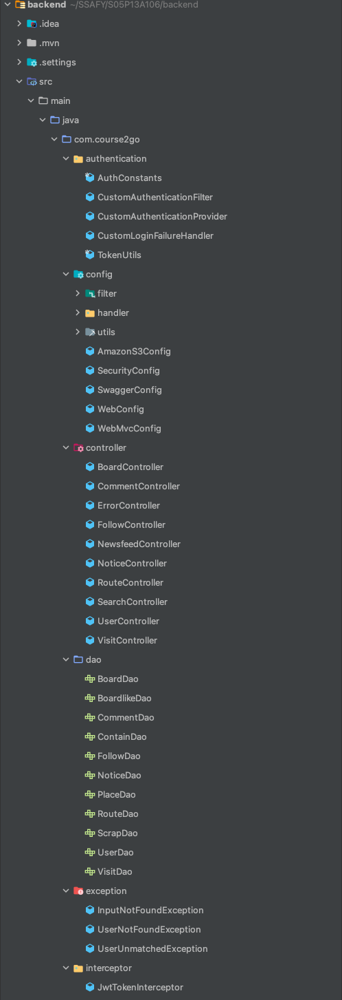 backend ~/SSAFY/S05P13A106/backend
.idea
.mvn
.settings
src
main
java
com.course2go
authentication
AuthConstants
CustomAuthenticationFilter
CustomAuthenticationProvider
CustomLoginFailureHandler
TokenUtils
config
filter
handler
utils
AmazonS3Config
SecurityConfig
SwaggerConfig
WebConfig
WebMvcConfig
controller
BoardController
CommentController
ErrorController
FollowController
NewsfeedController
NoticeController
RouteController
SearchController
UserController
VisitController
dao
BoardDao
BoardlikeDao
CommentDao
ContainDao
FollowDao
NoticeDao
PlaceDao
RouteDao
ScrapDao
UserDao
VisitDao
exception
InputNotFoundException
UserNotFoundException
UserUnmatchedException
interceptor
JwtTokenInterceptor